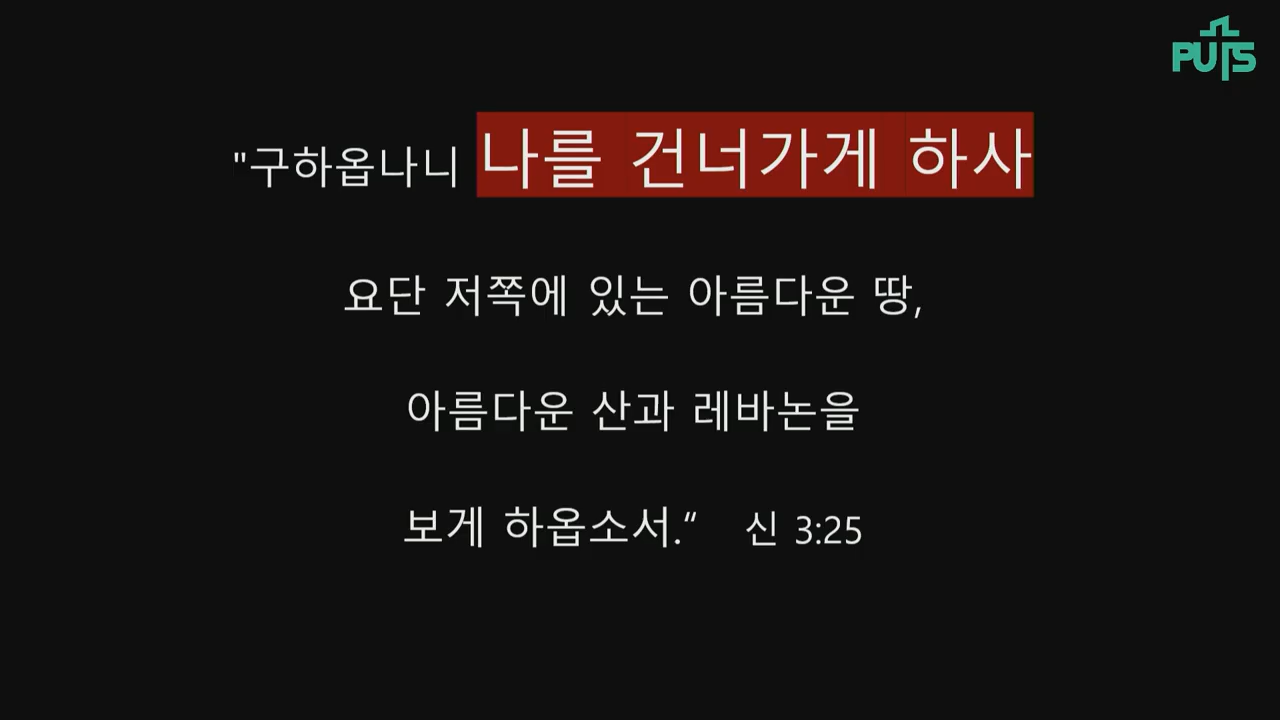 PUTS
"구하옵나니 나를 건너가게 하사
요단 저쪽에 있는 아름다운 땅,
아름다운 산과 레바논을
보게 하옵소서.“ 신 3:25